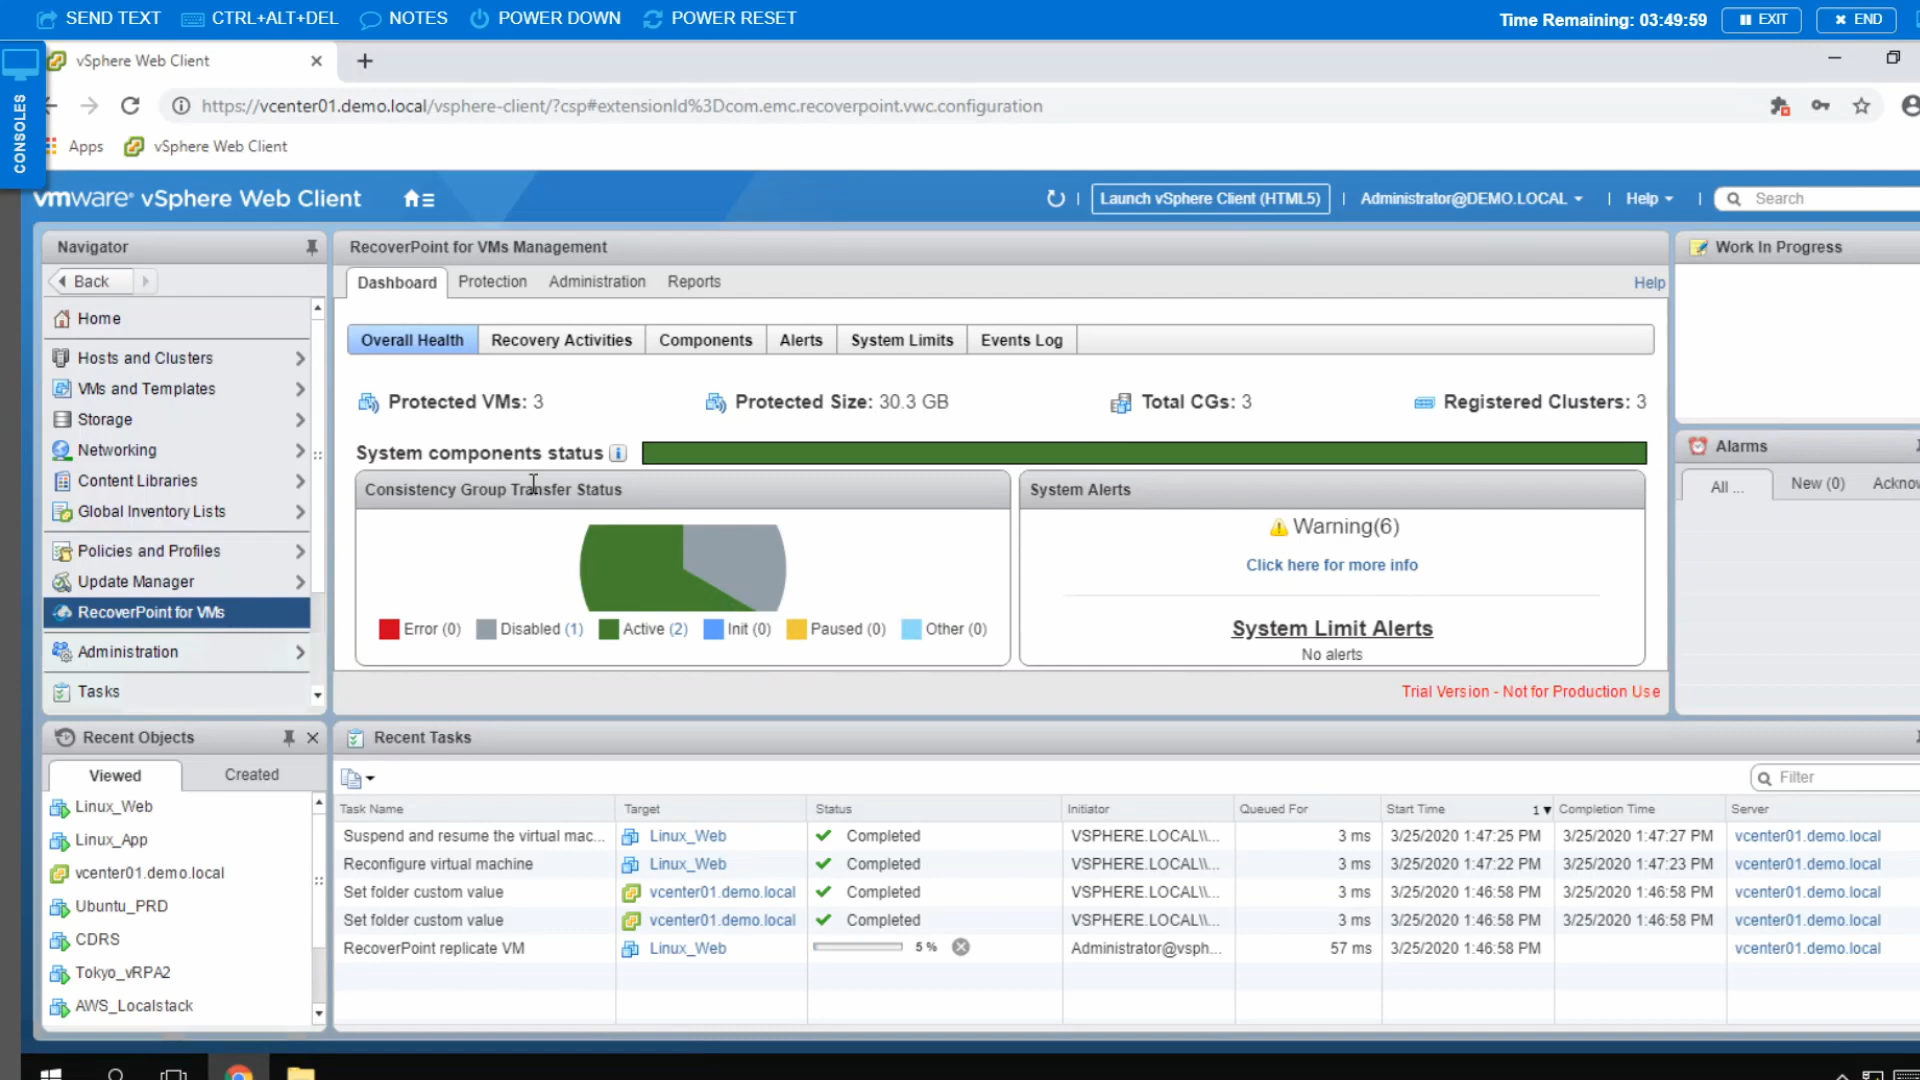 SEND TEXT CTRL+ALT+DEL NOTES POWER DOWN POWER RESET Time Remaining: 03:49:59 EXIT END
vSphere Web Client
CONSOLES
https://vcenter01.demo.local/vsphere-client/?csp#extensionId%3Dcom.emc.recoverpoint.vwc.configuration
Apps vSphere Web Client
vmware® vSphere Web Client Launch vSphere Client (HTML5) | Administrator@DEMO.LOCAL | Help | Search
Navigator
Back
Home
Hosts and Clusters
VMs and Templates
Storage
Networking
Content Libraries
Global Inventory Lists
Policies and Profiles
Update Manager
RecoverPoint for VMs
Administration
Tasks
RecoverPoint for VMs Management
Dashboard Protection Administration Reports Help
Overall Health Recovery Activities Components Alerts System Limits Events Log
Protected VMs: 3 Protected Size: 30.3 GB Total CGs: 3 Registered Clusters: 3
System components status
Consistency Group Transfer Status
Error (0) Disabled (1) Active (2) Init (0) Paused (0) Other (0)
System Alerts
Warning(6)
Click here for more info
System Limit Alerts
No alerts
Trial Version - Not for Production Use
Work In Progress
Alarms
All ... New (0) Acknow
Recent Objects
Viewed Created
Linux_Web
Linux_App
vcenter01.demo.local
Ubuntu_PRD
CDRS
Tokyo_vRPA2
AWS_Localstack
Recent Tasks
Filter
Task Name Target Status Initiator Queued For Start Time 1 Completion Time Server
Suspend and resume the virtual mac... Linux_Web Completed VSPHERE.LOCAL\\... 3 ms 3/25/2020 1:47:25 PM 3/25/2020 1:47:27 PM vcenter01.demo.local
Reconfigure virtual machine Linux_Web Completed VSPHERE.LOCAL\\... 3 ms 3/25/2020 1:47:22 PM 3/25/2020 1:47:23 PM vcenter01.demo.local
Set folder custom value vcenter01.demo.local Completed VSPHERE.LOCAL\\... 3 ms 3/25/2020 1:46:58 PM 3/25/2020 1:46:58 PM vcenter01.demo.local
Set folder custom value vcenter01.demo.local Completed VSPHERE.LOCAL\\... 3 ms 3/25/2020 1:46:58 PM 3/25/2020 1:46:58 PM vcenter01.demo.local
RecoverPoint replicate VM Linux_Web 5 % Administrator@vsph... 57 ms 3/25/2020 1:46:58 PM vcenter01.demo.local